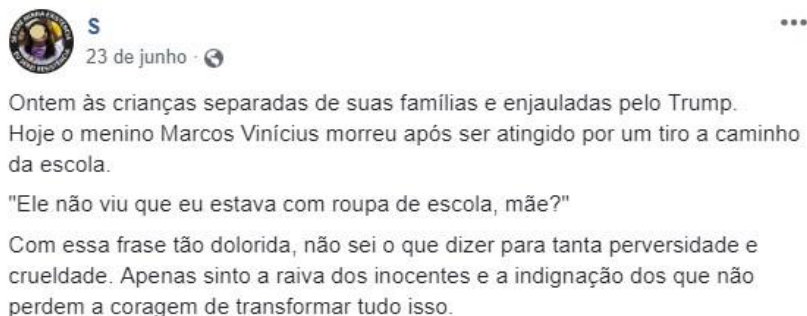 S
23 de junho ·
Ontem às crianças separadas de suas famílias e enjauladas pelo Trump.
Hoje o menino Marcos Vinícius morreu após ser atingido por um tiro a caminho
da escola.
"Ele não viu que eu estava com roupa de escola, mãe?"
Com essa frase tão dolorida, não sei o que dizer para tanta perversidade e
crueldade. Apenas sinto a raiva dos inocentes e a indignação dos que não
perdem a coragem de transformar tudo isso.